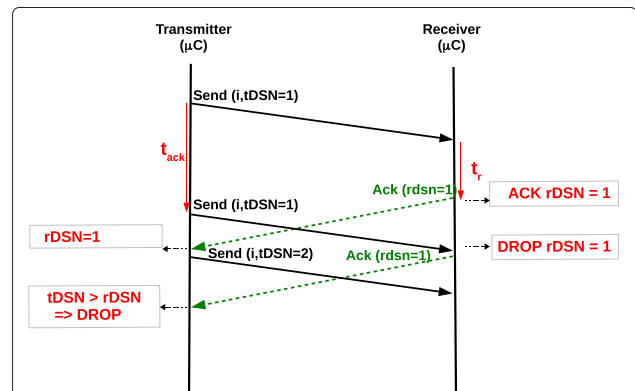 Transmitter
(μC)
Receiver
(μC)
Send (i,tDSN=1)
t_ack
t_r
Ack (rdsn=1)
ACK rDSN = 1
Send (i,tDSN=1)
rDSN=1
DROP rDSN = 1
Send (i,tDSN=2)
Ack (rdsn=1)
tDSN > rDSN
=> DROP